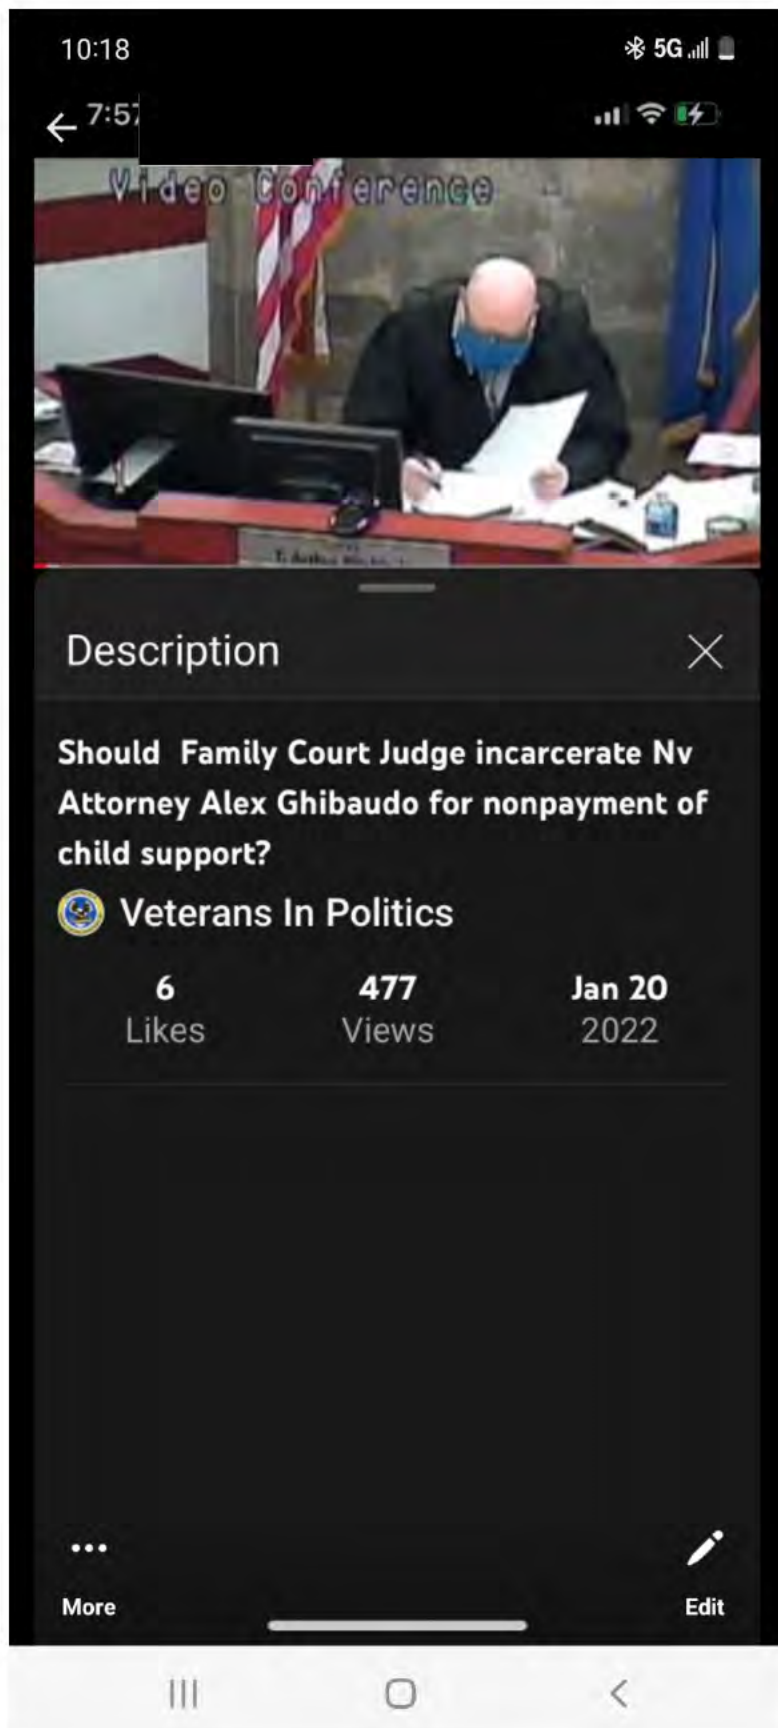 10:18
5G
7:57
Video Conference
Description
Should Family Court Judge incarcerate Nv
Attorney Alex Ghibaudo for nonpayment of
child support?
Veterans In Politics
6 477 Jan 20
Likes Views 2022
More Edit